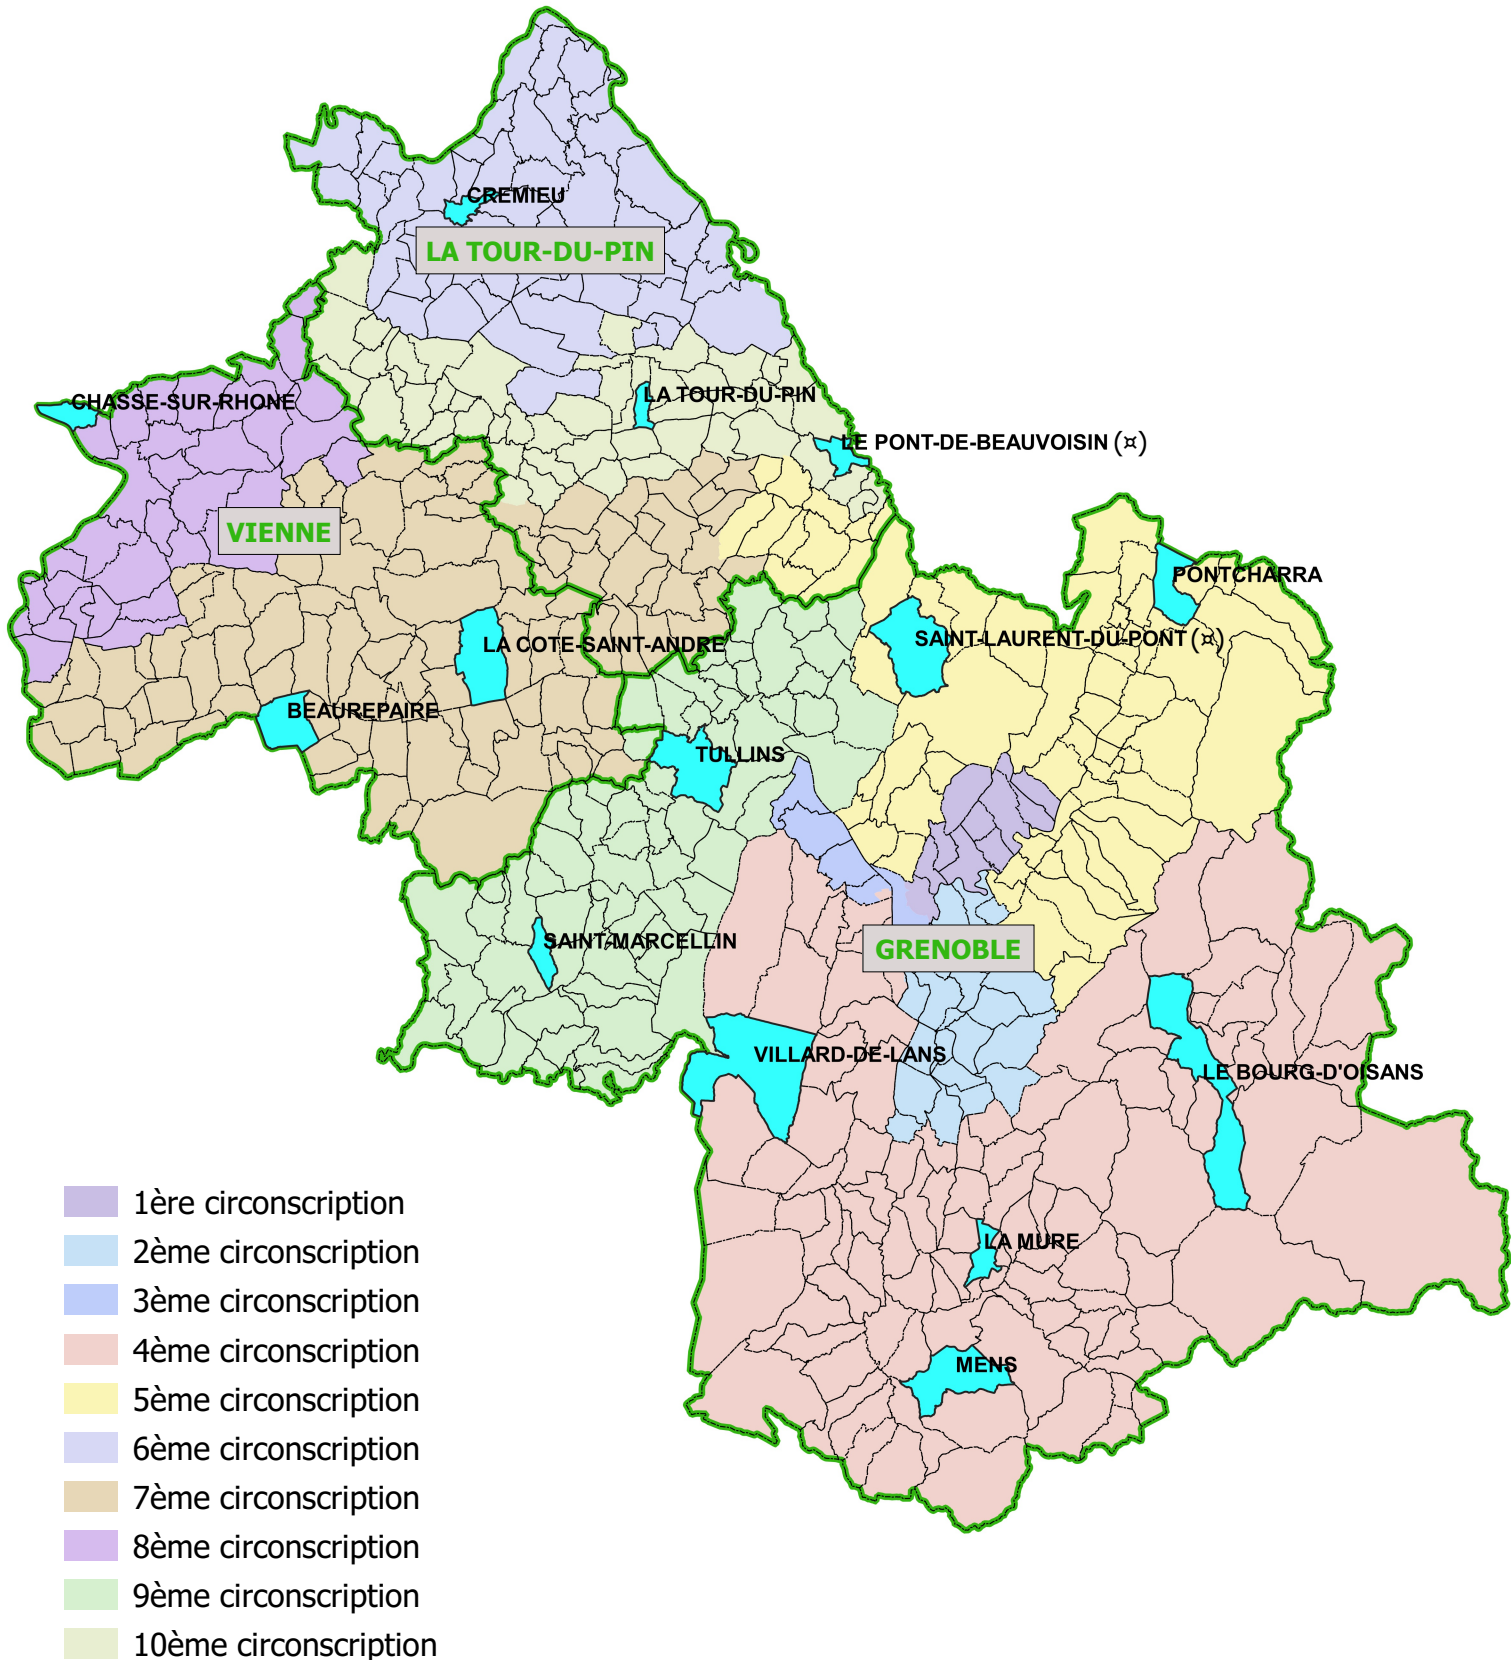 CREMIEU
LA TOUR-DU-PIN
CHASSE-SUR-RHONE
LA TOUR-DU-PIN
LE PONT-DE-BEAUVOISIN (¤)
VIENNE
PONTCHARRA
LA COTE-SAINT-ANDRE
SAINT-LAURENT-DU-PONT (¤)
BEAUREPAIRE
TULLINS
SAINT-MARCELLIN
GRENOBLE
VILLARD-DE-LANS
LE BOURG-D'OISANS
LA MURE
MENS
1ère circonscription
2ème circonscription
3ème circonscription
4ème circonscription
5ème circonscription
6ème circonscription
7ème circonscription
8ème circonscription
9ème circonscription
10ème circonscription